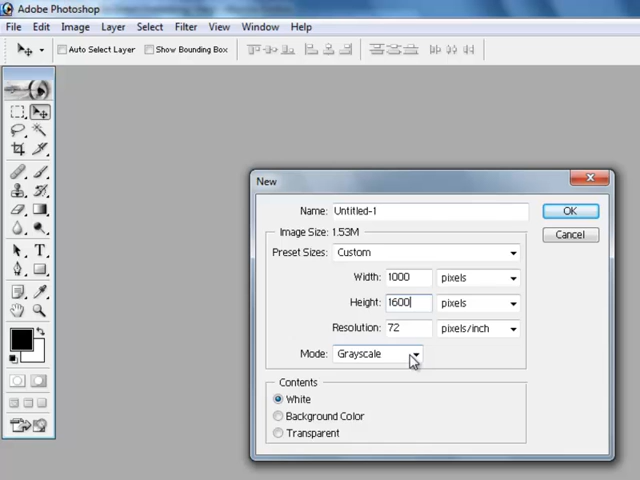 Adobe Photoshop
File Edit Image Layer Select Filter View Window Help
Auto Select Layer Show Bounding Box
New
Name: Untitled-1 OK
Image Size: 1.53M Cancel
Preset Sizes: Custom
Width: 1000 pixels
Height: 1600 pixels
Resolution: 72 pixels/inch
Mode: Grayscale
Contents
White
Background Color
Transparent
T